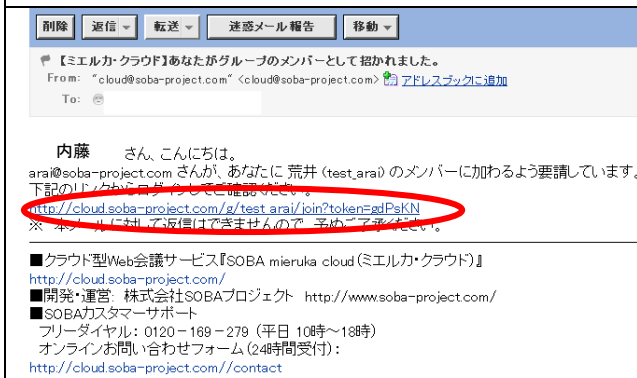 削除 返信 転送 迷惑メール報告 移動
【ミエルカ・クラウド】あなたがグループのメンバーとして招かれました。
From: "cloud@soba-project.com" <cloud@soba-project.com> アドレスブックに追加
To:
内藤 さん、こんにちは。
arai@soba-project.com さんが、あなたに 荒井 (test_arai) のメンバーに加わるよう要請しています。
下記のリンクからログインしてご確認ください。
http://cloud.soba-project.com/g/test_arai/join?token=gdPsKN
※ 本メールに対して返信はできませんので、予めご了承ください。
■クラウド型Web会議サービス『SOBA mieruka cloud(ミエルカ・クラウド)』
http://cloud.soba-project.com/
■開発・運営: 株式会社SOBAプロジェクト http://www.soba-project.com/
■SOBAカスタマーサポート
フリーダイヤル: 0120-169-279 (平日 10時~18時)
オンラインお問い合わせフォーム(24時間受付):
http://cloud.soba-project.com//contact